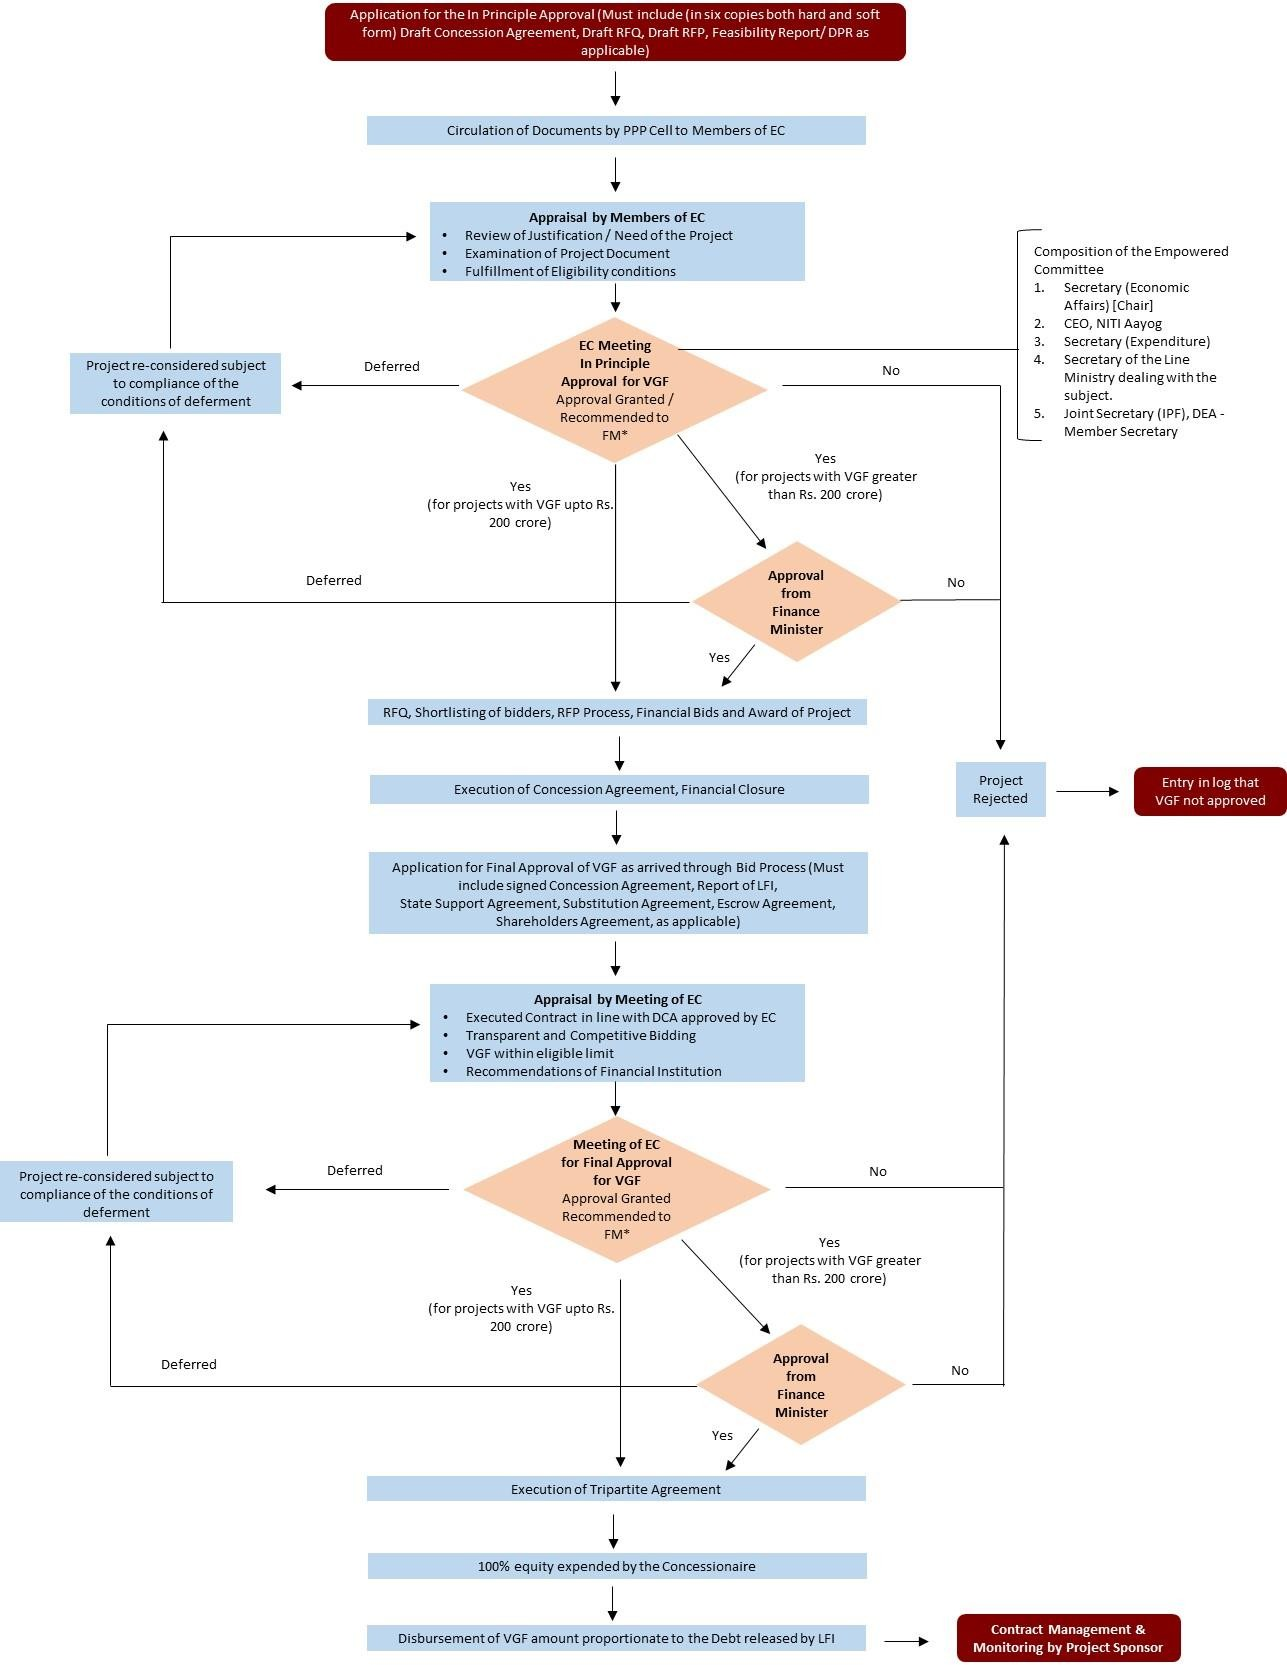 Application for the In Principle Approval (Must include (in six copies both hard and soft
form) Draft Concession Agreement, Draft RFQ, Draft RFP, Feasibility Report/ DPR as
applicable)
Circulation of Documents by PPP Cell to Members of EC
Appraisal by Members of EC
• Review of Justification / Need of the Project
• Examination of Project Document
• Fulfillment of Eligibility conditions
Composition of the Empowered
Committee
1. Secretary (Economic
Affairs) [Chair]
2. CEO, NITI Aayog
3. Secretary (Expenditure)
4. Secretary of the Line
Ministry dealing with the
subject.
5. Joint Secretary (IPF), DEA -
Member Secretary
EC Meeting
In Principle
Approval for VGF
Approval Granted /
Recommended to
FM*
Deferred
Project re-considered subject
to compliance of the
conditions of deferment
No
Yes
(for projects with VGF greater
than Rs. 200 crore)
Yes
(for projects with VGF upto Rs.
200 crore)
Approval
from
Finance
Minister
Deferred
No
Yes
RFQ, Shortlisting of bidders, RFP Process, Financial Bids and Award of Project
Execution of Concession Agreement, Financial Closure
Project
Rejected
Entry in log that
VGF not approved
Application for Final Approval of VGF as arrived through Bid Process (Must
include signed Concession Agreement, Report of LFI,
State Support Agreement, Substitution Agreement, Escrow Agreement,
Shareholders Agreement, as applicable)
Appraisal by Meeting of EC
• Executed Contract in line with DCA approved by EC
• Transparent and Competitive Bidding
• VGF within eligible limit
• Recommendations of Financial Institution
Meeting of EC
for Final Approval
for VGF
Approval Granted
Recommended to
FM*
Deferred
Project re-considered subject to
compliance of the conditions of
deferment
No
Yes
(for projects with VGF greater
than Rs. 200 crore)
Yes
(for projects with VGF upto Rs.
200 crore)
Approval
from
Finance
Minister
Deferred
No
Yes
Execution of Tripartite Agreement
100% equity expended by the Concessionaire
Disbursement of VGF amount proportionate to the Debt released by LFI
Contract Management &
Monitoring by Project Sponsor